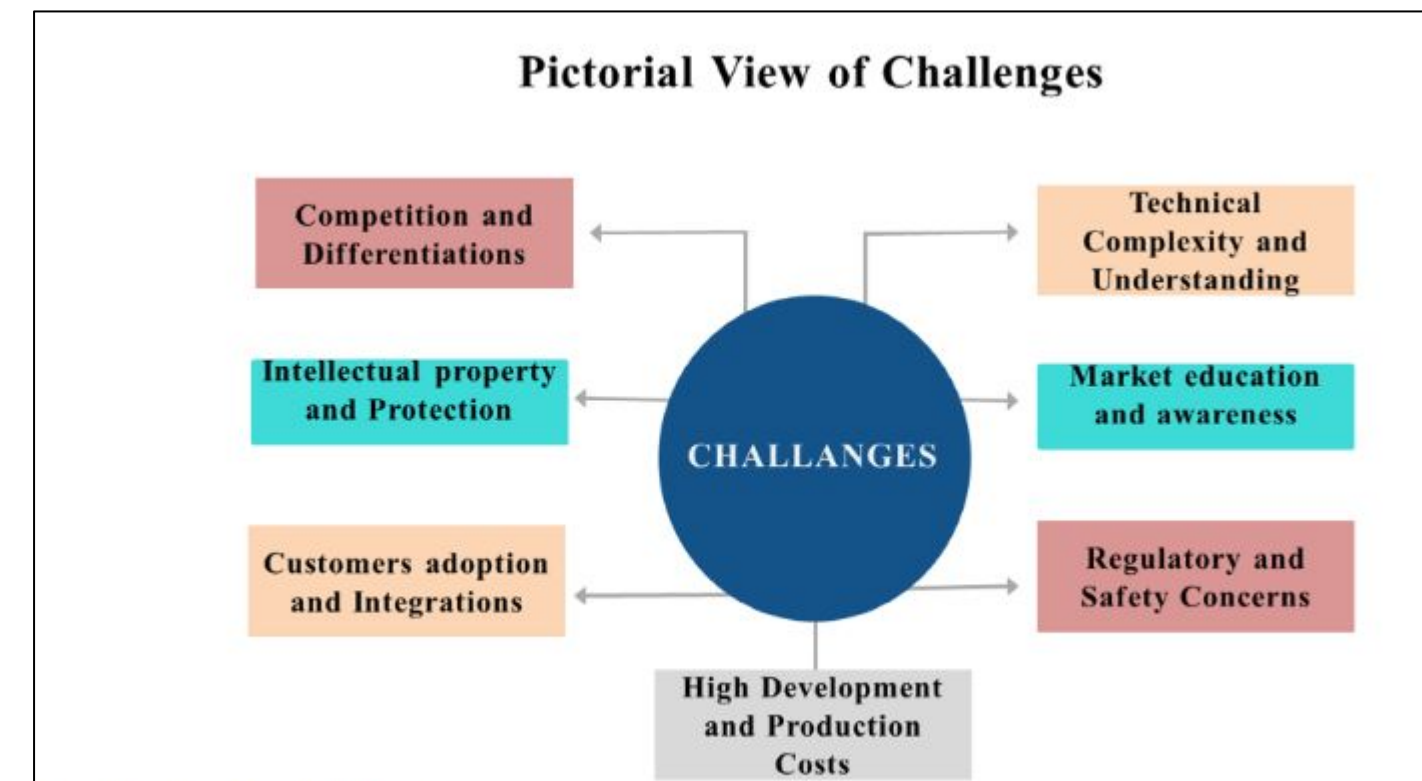 Pictorial View of Challenges
Competition and
Differentiations
Technical
Complexity and
Understanding
Intellectual property
and Protection
Market education
and awareness
CHALLANGES
Customers adoption
and Integrations
Regulatory and
Safety Concerns
High Development
and Production
Costs